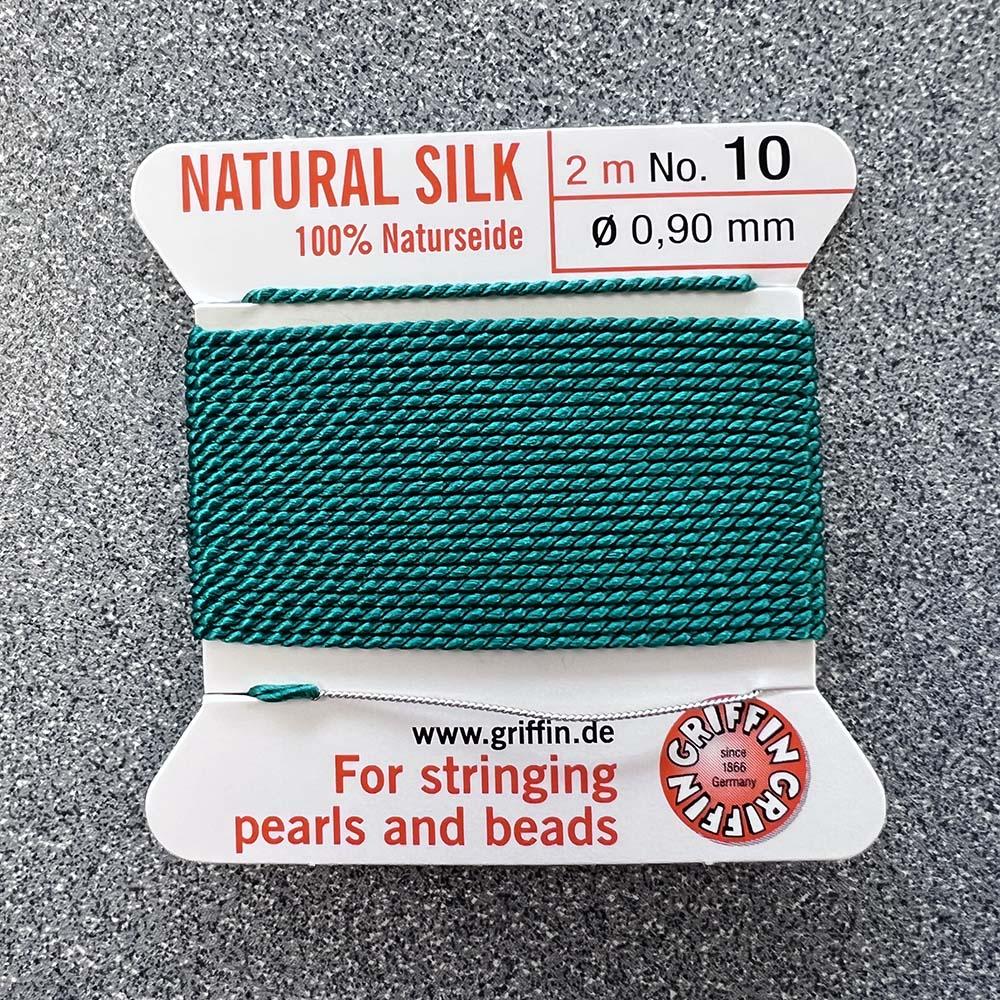 NATURAL SILK
100% Naturseide
2 m No. 10
Ø 0,90 mm
www.griffin.de
For stringing
pearls and beads
GRIFFIN GRIFFIN
since
1866
Germany